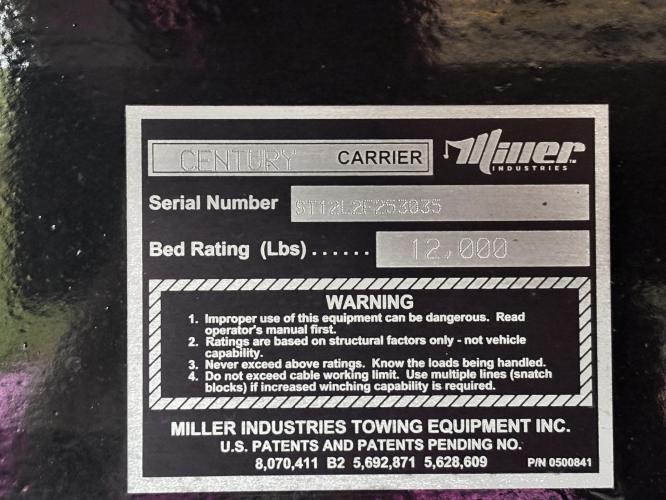 CENTURY CARRIER Miller INDUSTRIES™
Serial Number ST12L2F253035
Bed Rating (Lbs)...... 12,000
WARNING
1. Improper use of this equipment can be dangerous. Read
operator's manual first.
2. Ratings are based on structural factors only - not vehicle
capability.
3. Never exceed above ratings. Know the loads being handled.
4. Do not exceed cable working limit. Use multiple lines (snatch
blocks) if increased winching capability is required.
MILLER INDUSTRIES TOWING EQUIPMENT INC.
U.S. PATENTS AND PATENTS PENDING NO.
8,070,411 B2 5,692,871 5,628,609 P/N 0500841